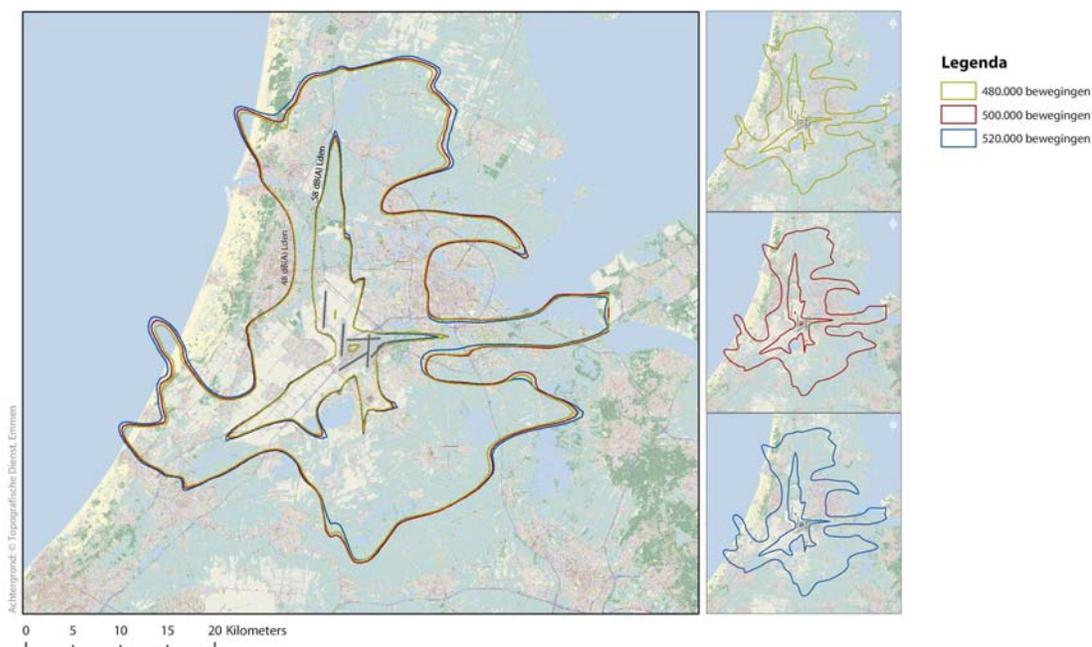 58 dB(A) Lden
48 dB(A) Lden
Achtergrond: © Topografische Dienst, Emmen
0 5 10 15 20 Kilometers
Legenda
480.000 bewegingen
500.000 bewegingen
520.000 bewegingen